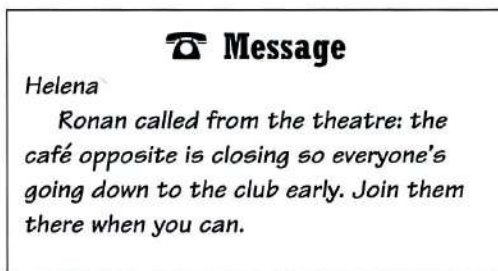 Message
Helena
Ronan called from the theatre: the
café opposite is closing so everyone's
going down to the club early. Join them
there when you can.